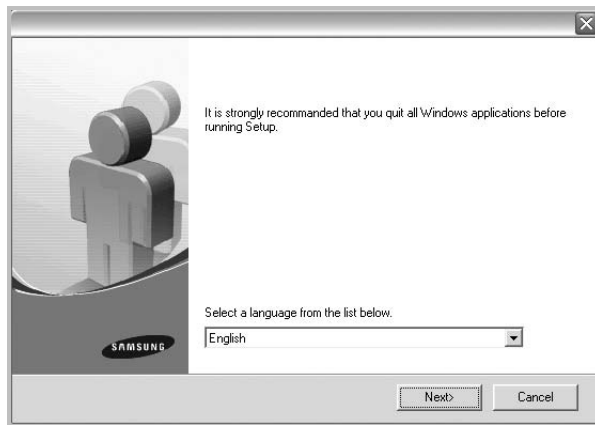 It is strongly recommanded that you quit all Windows applications before
running Setup.
Select a language from the list below.
English
SAMSUNG
Next>
Cancel